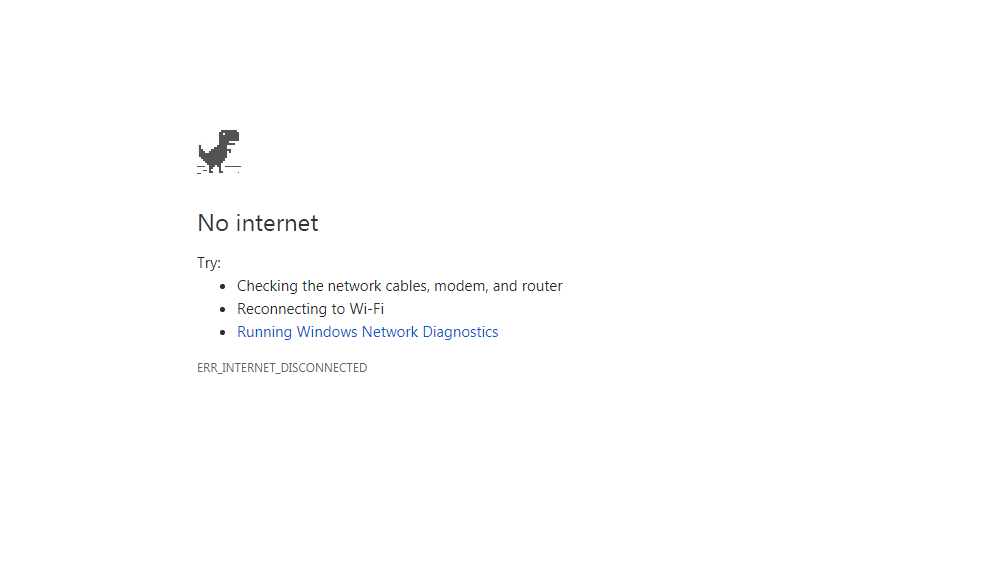 No internet
Try:
Checking the network cables, modem, and router
Reconnecting to Wi-Fi
Running Windows Network Diagnostics
ERR_INTERNET_DISCONNECTED